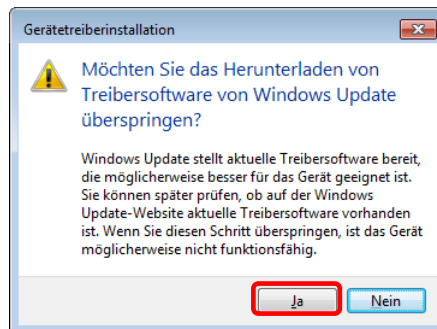 Gerätetreiberinstallation
Möchten Sie das Herunterladen von
Treibersoftware von Windows Update
überspringen?
Windows Update stellt aktuelle Treibersoftware bereit,
die möglicherweise besser für das Gerät geeignet ist.
Sie können später prüfen, ob auf der Windows
Update-Website aktuelle Treibersoftware vorhanden
ist. Wenn Sie diesen Schritt überspringen, ist das Gerät
möglicherweise nicht funktionsfähig.
Ja Nein